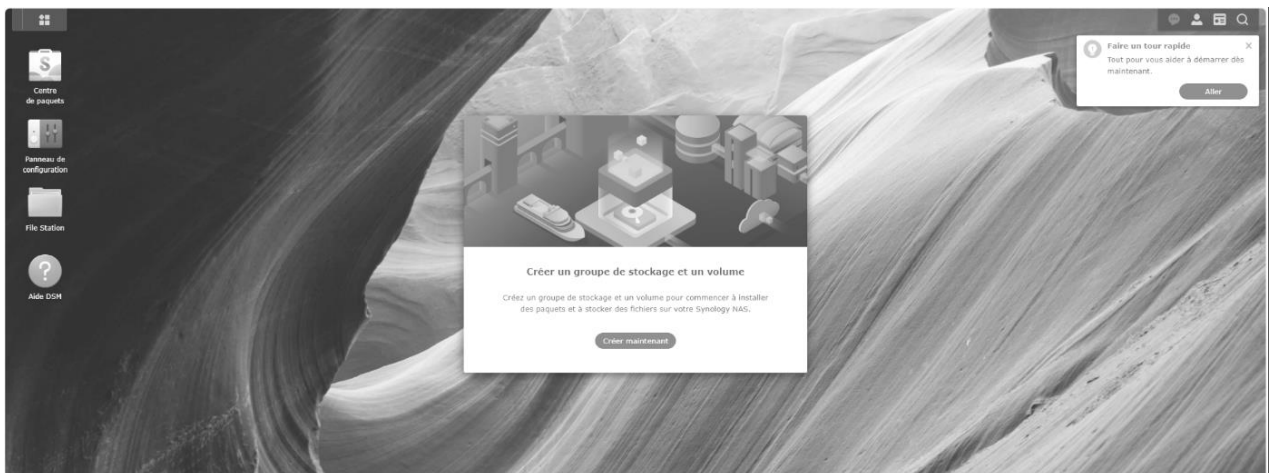 Centre
de paquets
Panneau de
configuration
File Station
Aide DSM
Faire un tour rapide
Tout pour vous aider à démarrer dès
maintenant.
Aller
Créer un groupe de stockage et un volume
Créez un groupe de stockage et un volume pour commencer à installer
des paquets et à stocker des fichiers sur votre Synology NAS.
Créer maintenant